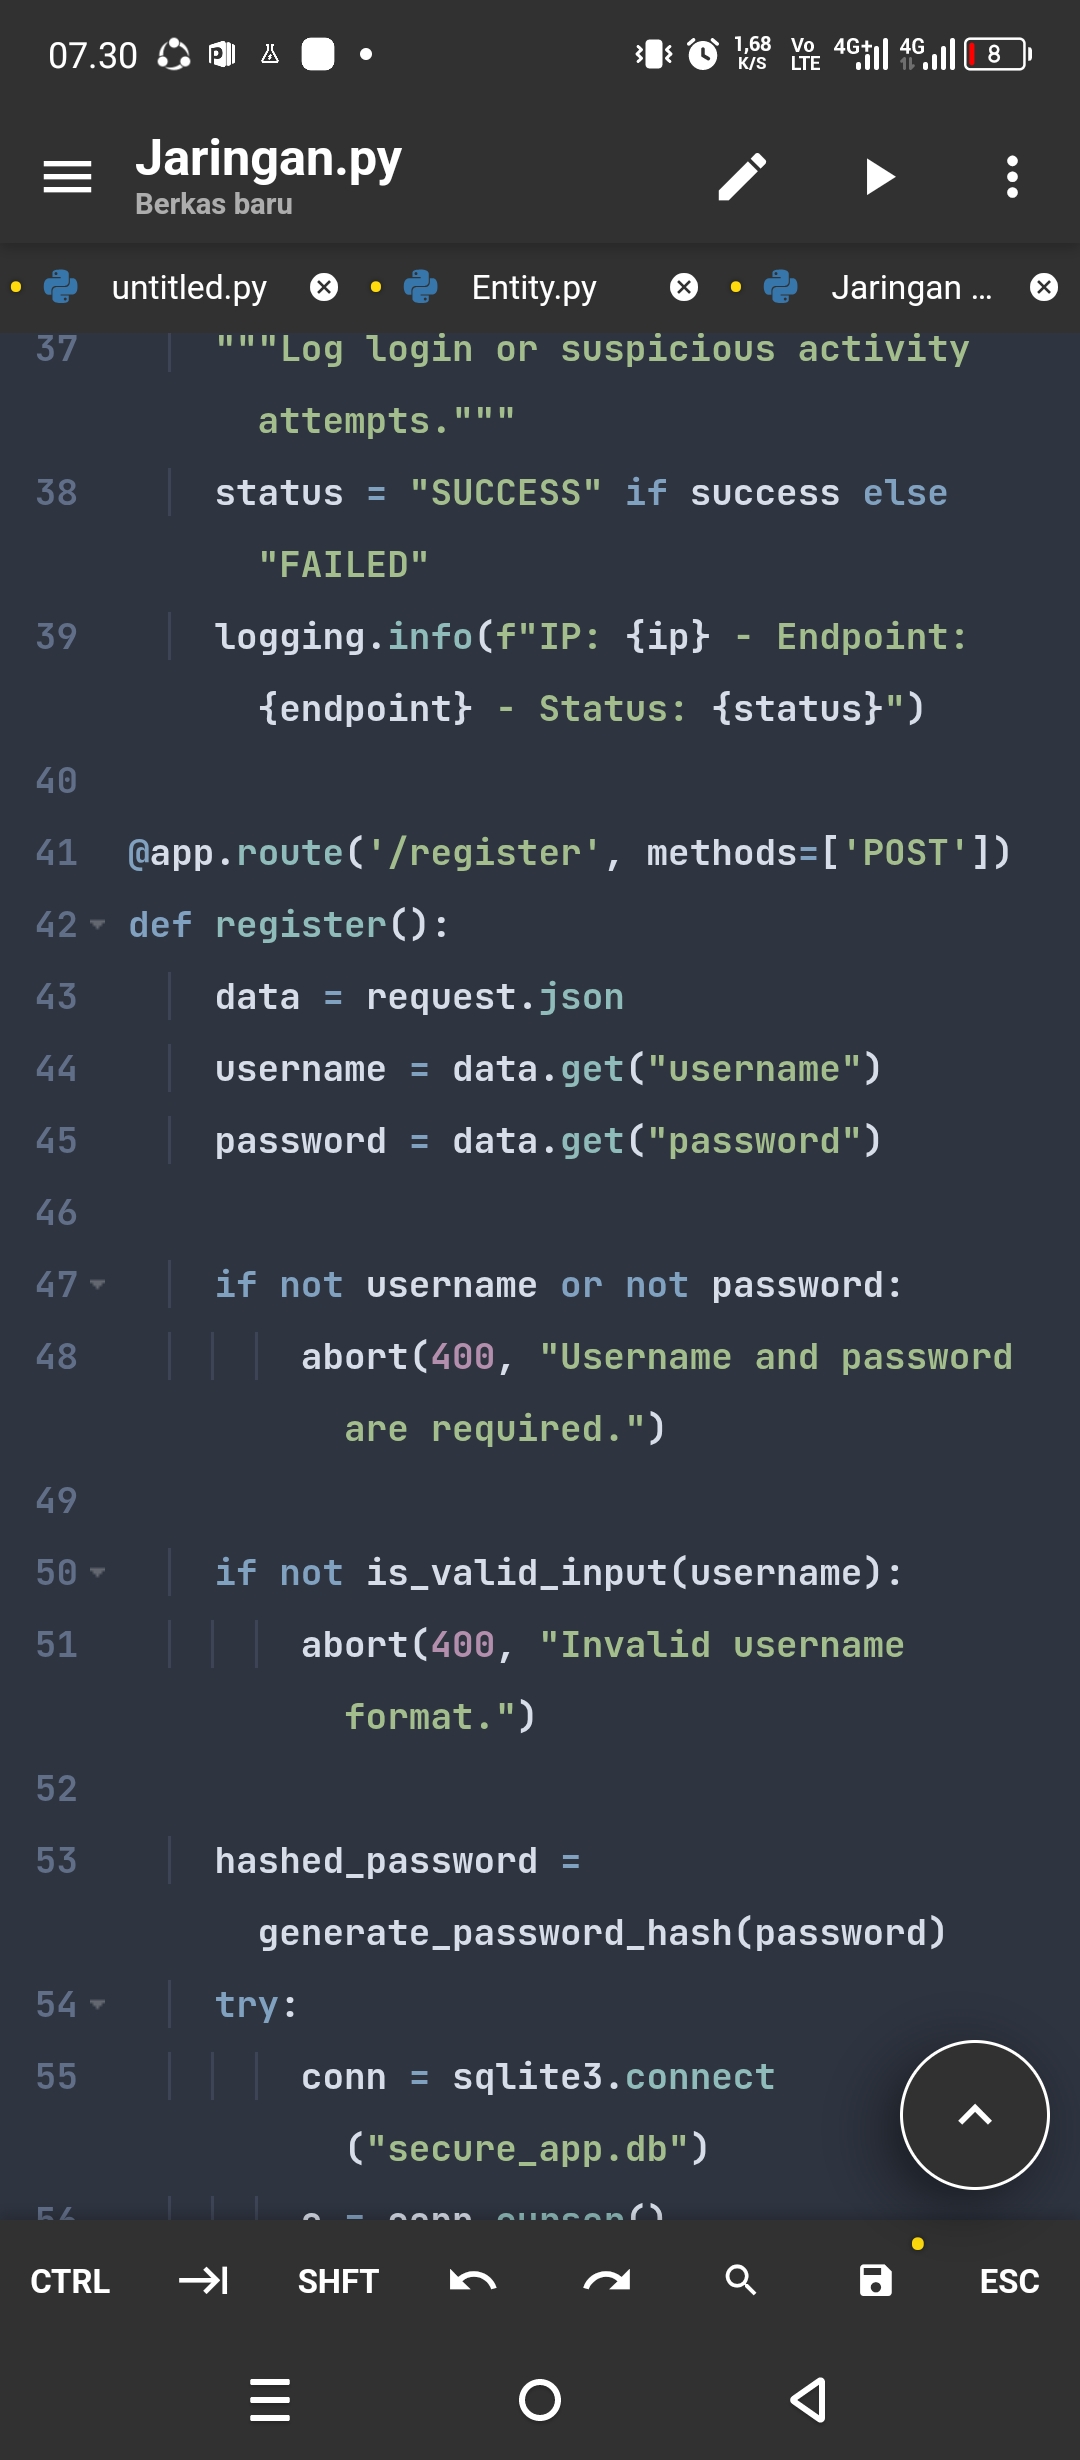 07.30
1,68 K/S
Vo LTE
4G+
4G
8
Jaringan.py
Berkas baru
untitled.py
Entity.py
Jaringan ...
37 """Log login or suspicious activity
attempts."""
38 status = "SUCCESS" if success else
"FAILED"
39 logging.info(f"IP: {ip} - Endpoint:
{endpoint} - Status: {status}")
40
41 @app.route('/register', methods=['POST'])
42 def register():
43 data = request.json
44 username = data.get("username")
45 password = data.get("password")
46
47 if not username or not password:
48 abort(400, "Username and password
are required.")
49
50 if not is_valid_input(username):
51 abort(400, "Invalid username
format.")
52
53 hashed_password =
generate_password_hash(password)
54 try:
55 conn = sqlite3.connect
("secure_app.db")
56 c = conn.cursor()
CTRL
SHFT
ESC